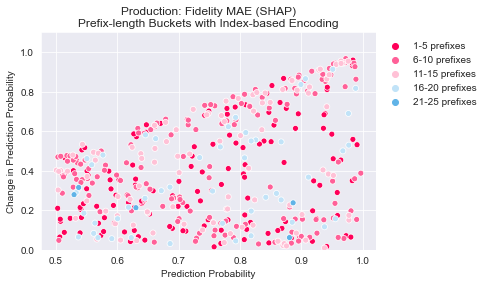 Production: Fidelity MAE (SHAP)
Prefix-length Buckets with Index-based Encoding
1-5 prefixes
6-10 prefixes
11-15 prefixes
16-20 prefixes
21-25 prefixes
Change in Prediction Probability
1.0
0.8
0.6
0.4
0.2
0.0
0.5
0.6
0.7
0.8
0.9
1.0
Prediction Probability